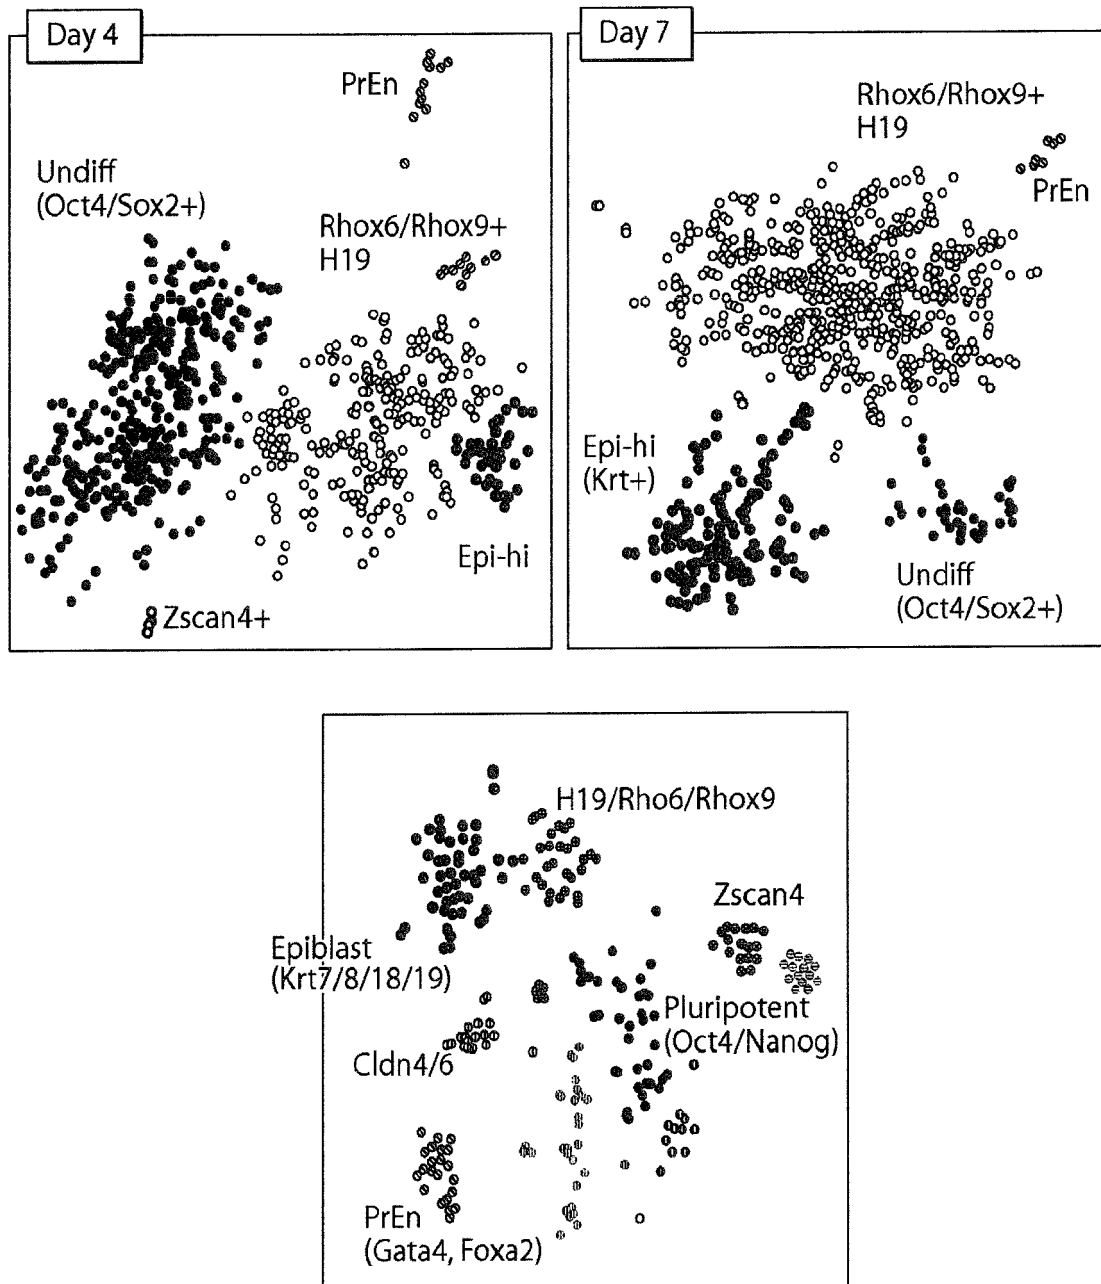 Day 4
PrEn
Undiff
(Oct4/Sox2+)
Rhox6/Rhox9+
H19
Epi-hi
Zscan4+
Day 7
Rhox6/Rhox9+
H19
PrEn
Epi-hi
(Krt+)
Undiff
(Oct4/Sox2+)
H19/Rho6/Rhox9
Zscan4
Epiblast
(Krt7/8/18/19)
Pluripotent
(Oct4/Nanog)
Cldn4/6
PrEn
(Gata4, Foxa2)